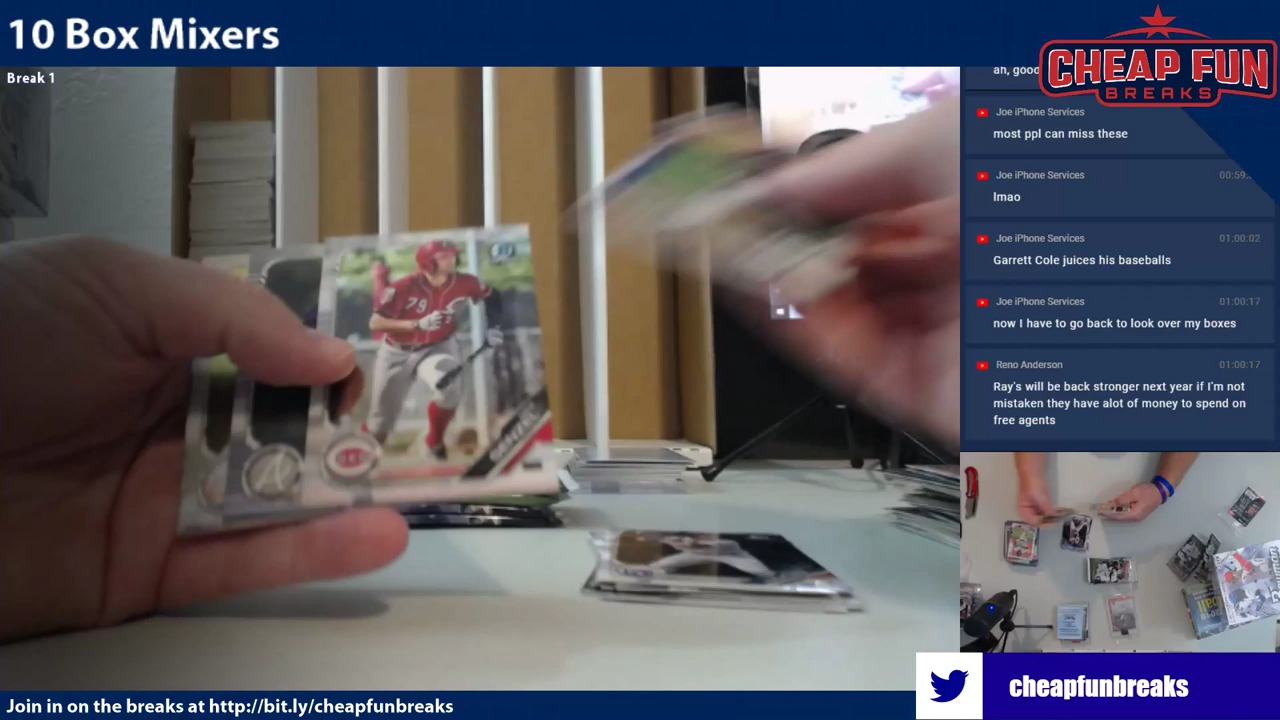 10 Box Mixers
Break 1
CHEAP FUN
BREAKS
ah, good
Joe iPhone Services
most ppl can miss these
Joe iPhone Services 00:59
lmao
Joe iPhone Services 01:00:02
Garrett Cole juices his baseballs
Joe iPhone Services 01:00:17
now I have to go back to look over my boxes
Reno Anderson 01:00:17
Ray's will be back stronger next year if I'm not
mistaken they have alot of money to spend on
free agents
79
cheapfunbreaks
Join in on the breaks at http://bit.ly/cheapfunbreaks